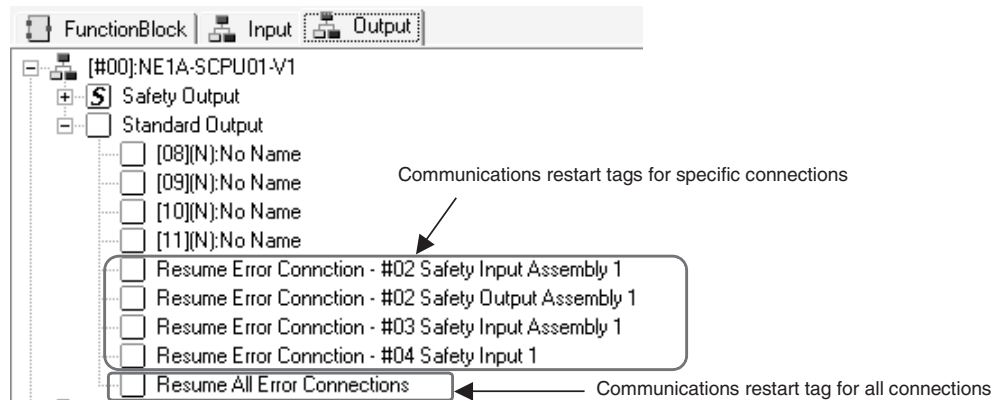 FunctionBlock Input Output
[#00]:NE1A-SCPU01-V1
S Safety Output
Standard Output
[08](N):No Name
[09](N):No Name
Communications restart tags for specific connections
[10](N):No Name
[11](N):No Name
Resume Error Connction - #02 Safety Input Assembly 1
Resume Error Connction - #02 Safety Output Assembly 1
Resume Error Connction - #03 Safety Input Assembly 1
Resume Error Connction - #04 Safety Input 1
Resume All Error Connections
Communications restart tag for all connections